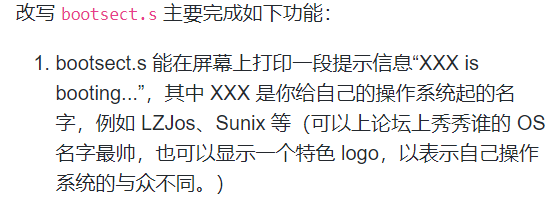 改写 bootsect.s 主要完成如下功能：
1. bootsect.s 能在屏幕上打印一段提示信息“XXX is
booting...”，其中 XXX 是你给自己的操作系统起的名
字，例如 LZJos、Sunix 等（可以上论坛上秀秀谁的 OS
名字最帅，也可以显示一个特色 logo，以表示自己操作
系统的与众不同。）